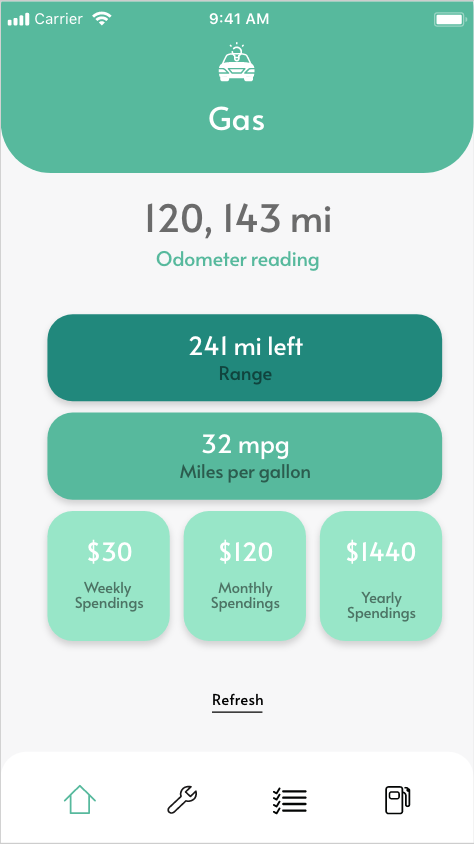 Carrier 9:41 AM
Gas
120, 143 mi
Odometer reading
241 mi left
Range
32 mpg
Miles per gallon
$30
Weekly
Spendings
$120
Monthly
Spendings
$1440
Yearly
Spendings
Refresh